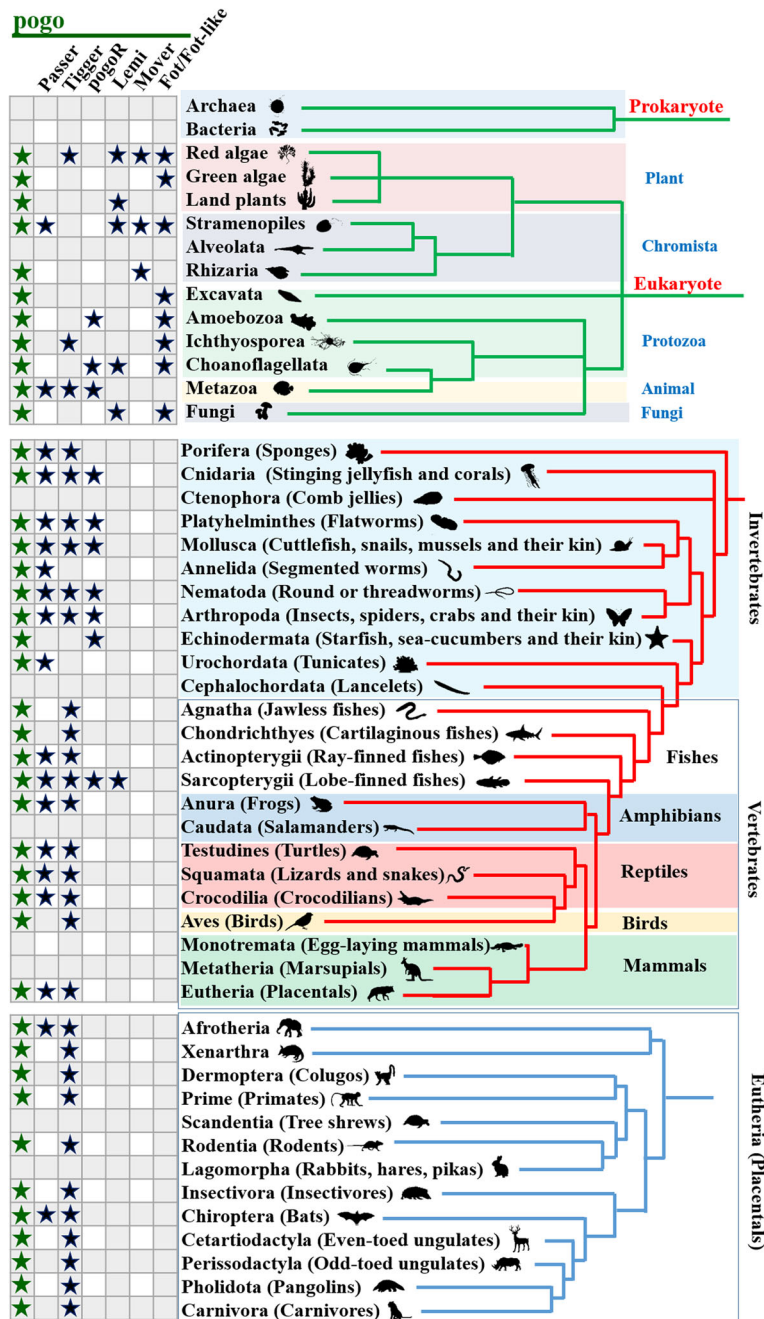 pogo
Passer
Tigger
pogoR
Lemi
Mover
Fot/Fot-like
Archaea
Prokaryote
Bacteria
Red algae
Green algae
Plant
Land plants
Stramenopiles
Alveolata
Chromista
Rhizaria
Eukaryote
Excavata
Amoebozoa
Ichthyosporea
Protozoa
Choanoflagellata
Metazoa
Animal
Fungi
Fungi
Porifera (Sponges)
Cnidaria (Stinging jellyfish and corals)
Ctenophora (Comb jellies)
Platyhelminthes (Flatworms)
Mollusca (Cuttlefish, snails, mussels and their kin)
Annelida (Segmented worms)
Nematoda (Round or threadworms)
Arthropoda (Insects, spiders, crabs and their kin)
Echinodermata (Starfish, sea-cucumbers and their kin)
Urochordata (Tunicates)
Cephalochordata (Lancelets)
Invertebrates
Agnatha (Jawless fishes)
Chondrichthyes (Cartilaginous fishes)
Actinopterygii (Ray-finned fishes)
Fishes
Sarcopterygii (Lobe-finned fishes)
Anura (Frogs)
Amphibians
Caudata (Salamanders)
Testudines (Turtles)
Squamata (Lizards and snakes)
Reptiles
Crocodilia (Crocodilians)
Aves (Birds)
Birds
Monotremata (Egg-laying mammals)
Metatheria (Marsupials)
Mammals
Eutheria (Placentals)
Vertebrates
Afrotheria
Xenarthra
Dermoptera (Colugos)
Prime (Primates)
Scandentia (Tree shrews)
Rodentia (Rodents)
Lagomorpha (Rabbits, hares, pikas)
Insectivora (Insectivores)
Chiroptera (Bats)
Cetartiodactyla (Even-toed ungulates)
Perissodactyla (Odd-toed ungulates)
Pholidota (Pangolins)
Carnivora (Carnivores)
Eutheria (Placentals)